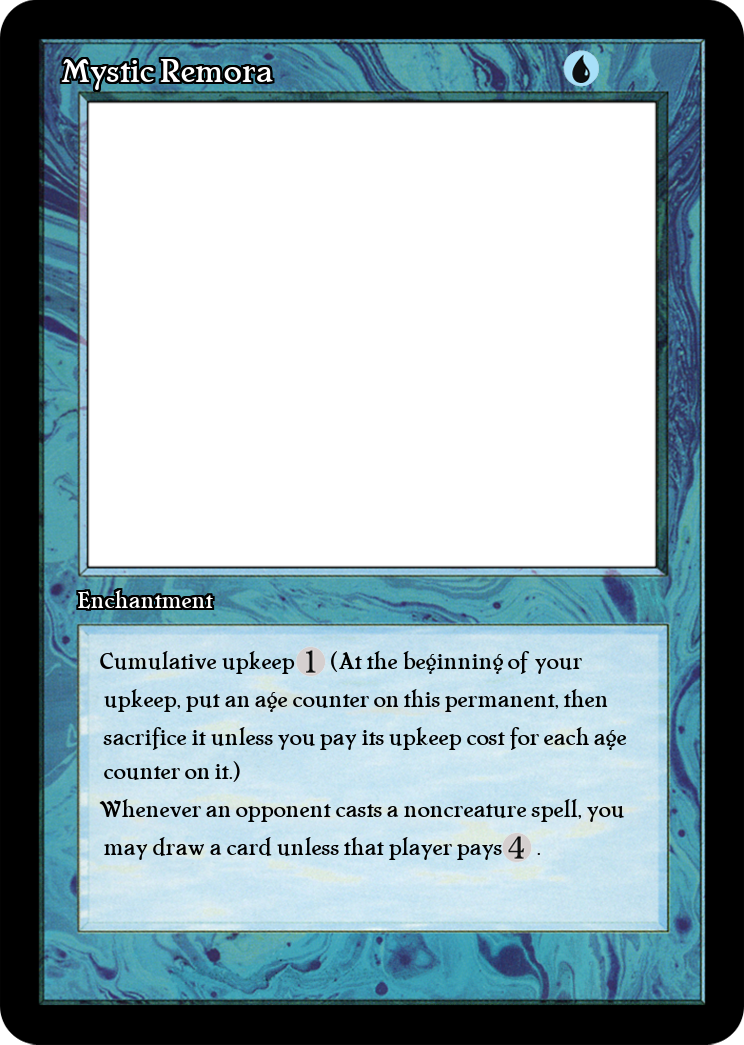 Mystic Remora
Enchantment
Cumulative upkeep 1 (At the beginning of your
upkeep, put an age counter on this permanent, then
sacrifice it unless you pay its upkeep cost for each age
counter on it.)
Whenever an opponent casts a noncreature spell, you
may draw a card unless that player pays 4 .